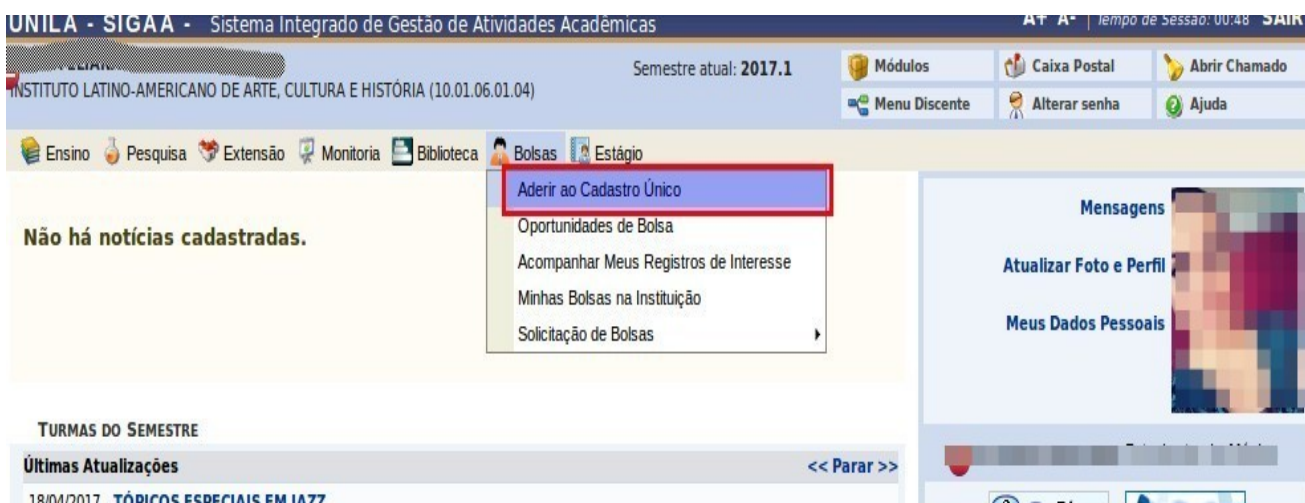 UNILA - SIGAA - Sistema Integrado de Gestão de Atividades Acadêmicas A+ A- | Tempo de Sessão: 00:48 SAIR
Semestre atual: 2017.1
INSTITUTO LATINO-AMERICANO DE ARTE, CULTURA E HISTÓRIA (10.01.06.01.04)
Módulos Caixa Postal Abrir Chamado
Menu Discente Alterar senha Ajuda
Ensino Pesquisa Extensão Monitoria Biblioteca Bolsas Estágio
Aderir ao Cadastro Único
Oportunidades de Bolsa
Acompanhar Meus Registros de Interesse
Minhas Bolsas na Instituição
Solicitação de Bolsas
Não há notícias cadastradas.
Mensagens
Atualizar Foto e Perfil
Meus Dados Pessoais
TURMAS DO SEMESTRE
Últimas Atualizações << Parar >>
18/04/2017 TÓPICOS ESPECIAIS EM JAZZ